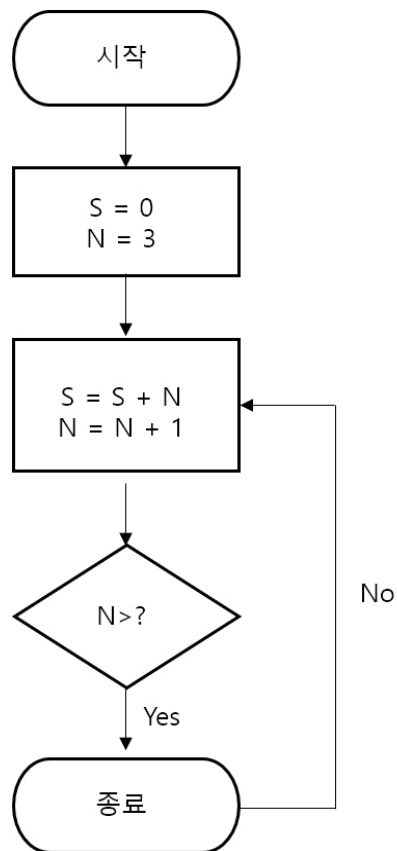 시작
S = 0
N = 3
S = S + N
N = N + 1
N>?
No
Yes
종료